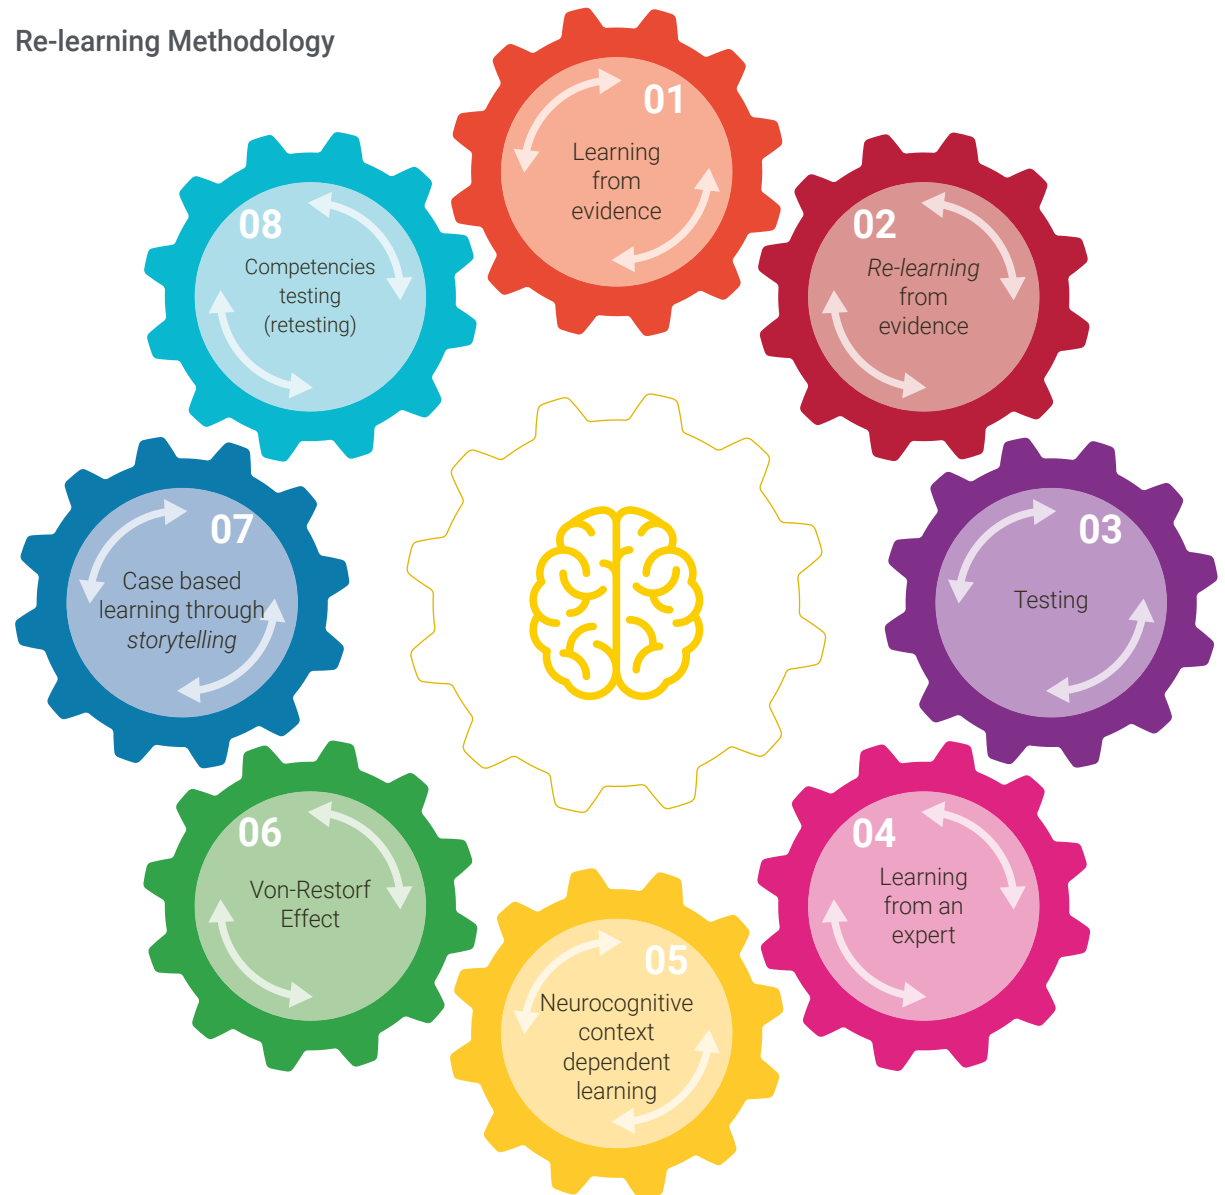 Re-learning Methodology
01
Learning
from
evidence
02
Re-learning
from
evidence
03
Testing
04
Learning
from an
expert
05
Neurocognitive
context
dependent
learning
06
Von-Restorf
Effect
07
Case based
learning through
storytelling
08
Competencies
testing
(retesting)